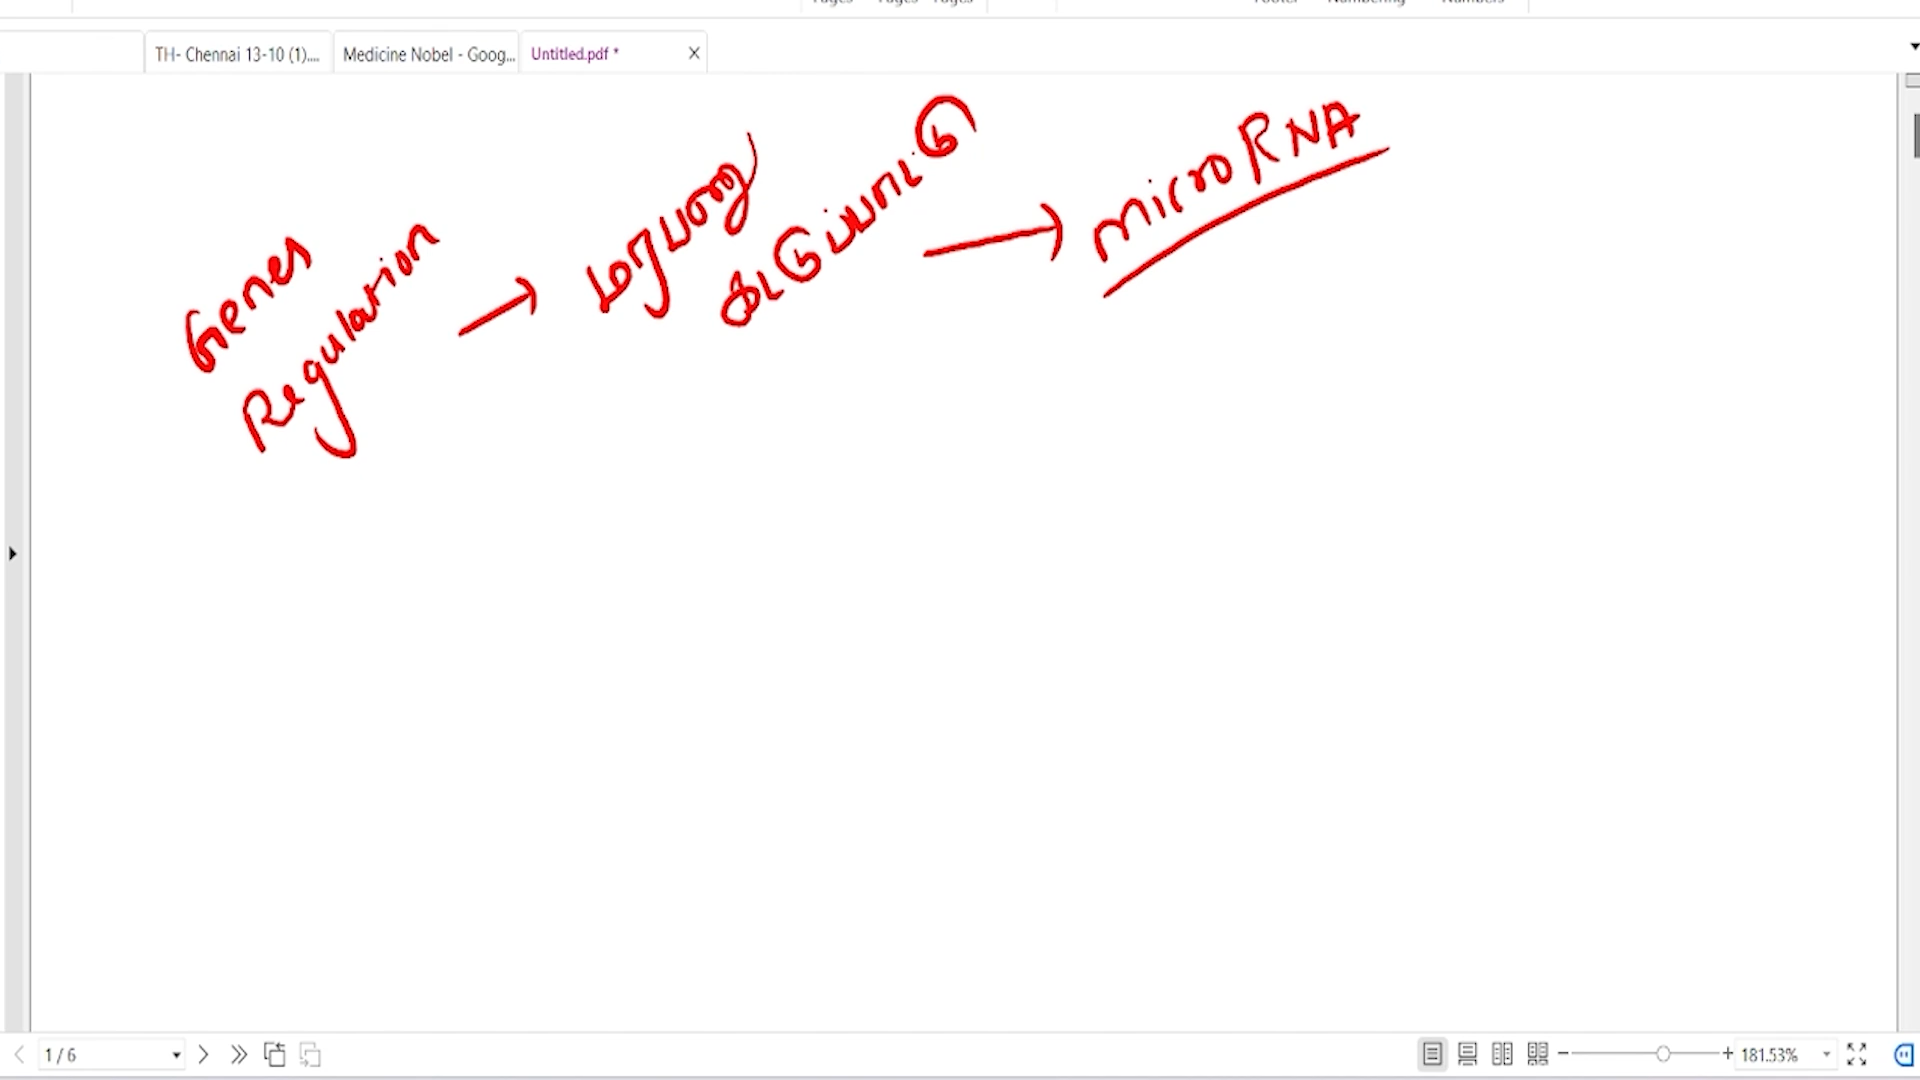 TH- Chennai 13-10 (1)....
Medicine Nobel - Goog...
Untitled.pdf *
Genes
Regulation
மரபணு
கட்டுப்பாட்டு
microRNA
1 / 6
181.53%